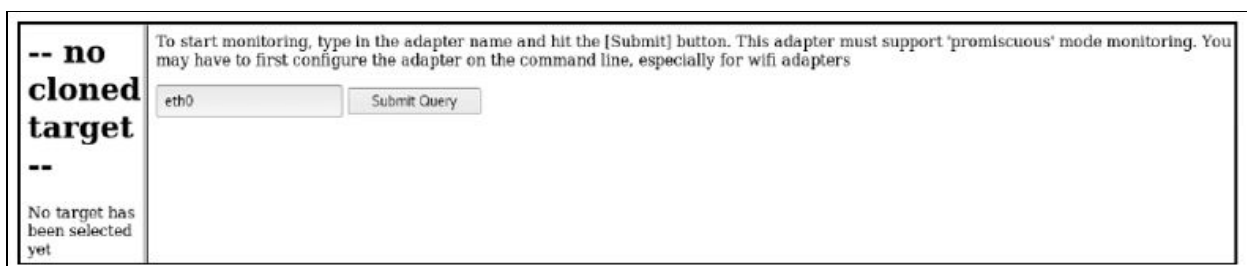 -- no
cloned
target
--
No target has
been selected
yet
To start monitoring, type in the adapter name and hit the [Submit] button. This adapter must support 'promiscuous' mode monitoring. You
may have to first configure the adapter on the command line, especially for wifi adapters
eth0
Submit Query